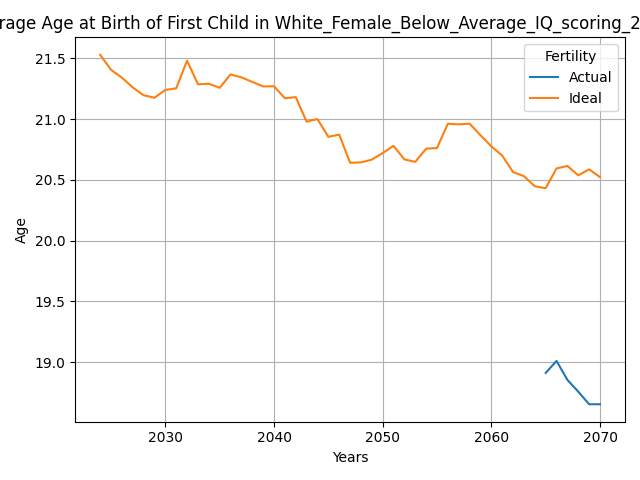 rage Age at Birth of First Child in White_Female_Below_Average_IQ_scoring_2
Fertility
Actual
Ideal
21.5
21.0
20.5
20.0
19.5
19.0
Age
2030 2040 2050 2060 2070
Years